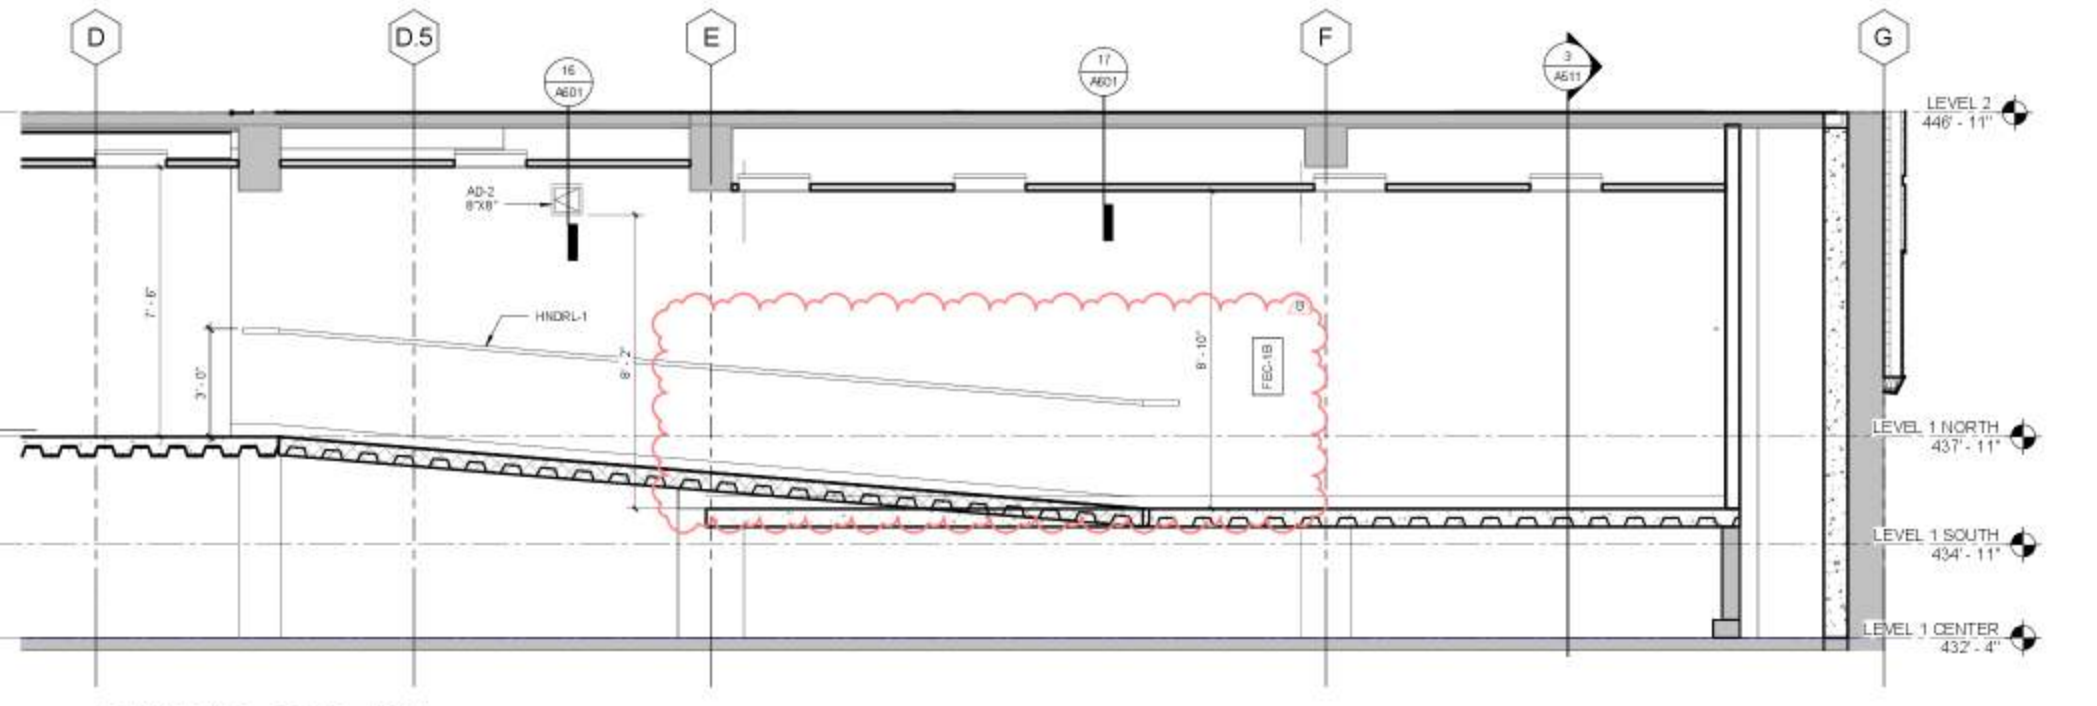 D
D.5
E
F
G
16
A601
17
A601
3
A511
LEVEL 2
446' - 11"
AD-2
8"X8"
7' - 6"
HNDRL-1
3' - 0"
8' - 2"
8' - 10"
FEC-1B
LEVEL 1 NORTH
437' - 11"
LEVEL 1 SOUTH
434' - 11"
LEVEL 1 CENTER
432' - 4"